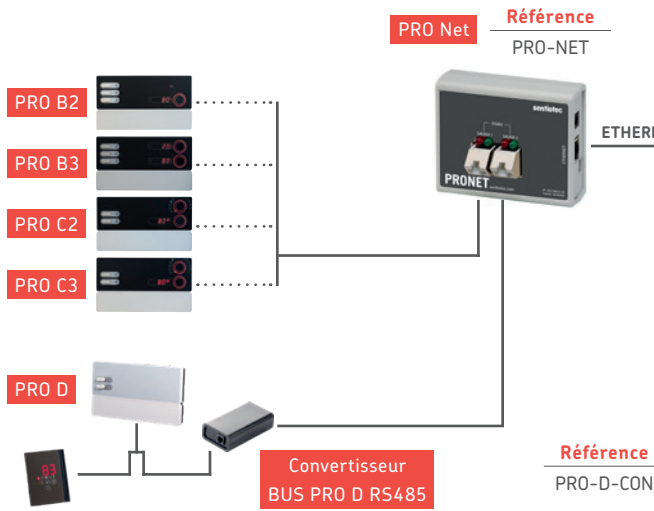 PRO Net
Référence
PRO-NET
PRO B2
sentiotec
PRO B3
ETHER
PRONET
PRO C2
PRO C3
PRO D
83
Convertisseur
BUS PRO D RS485
Référence
PRO-D-CON